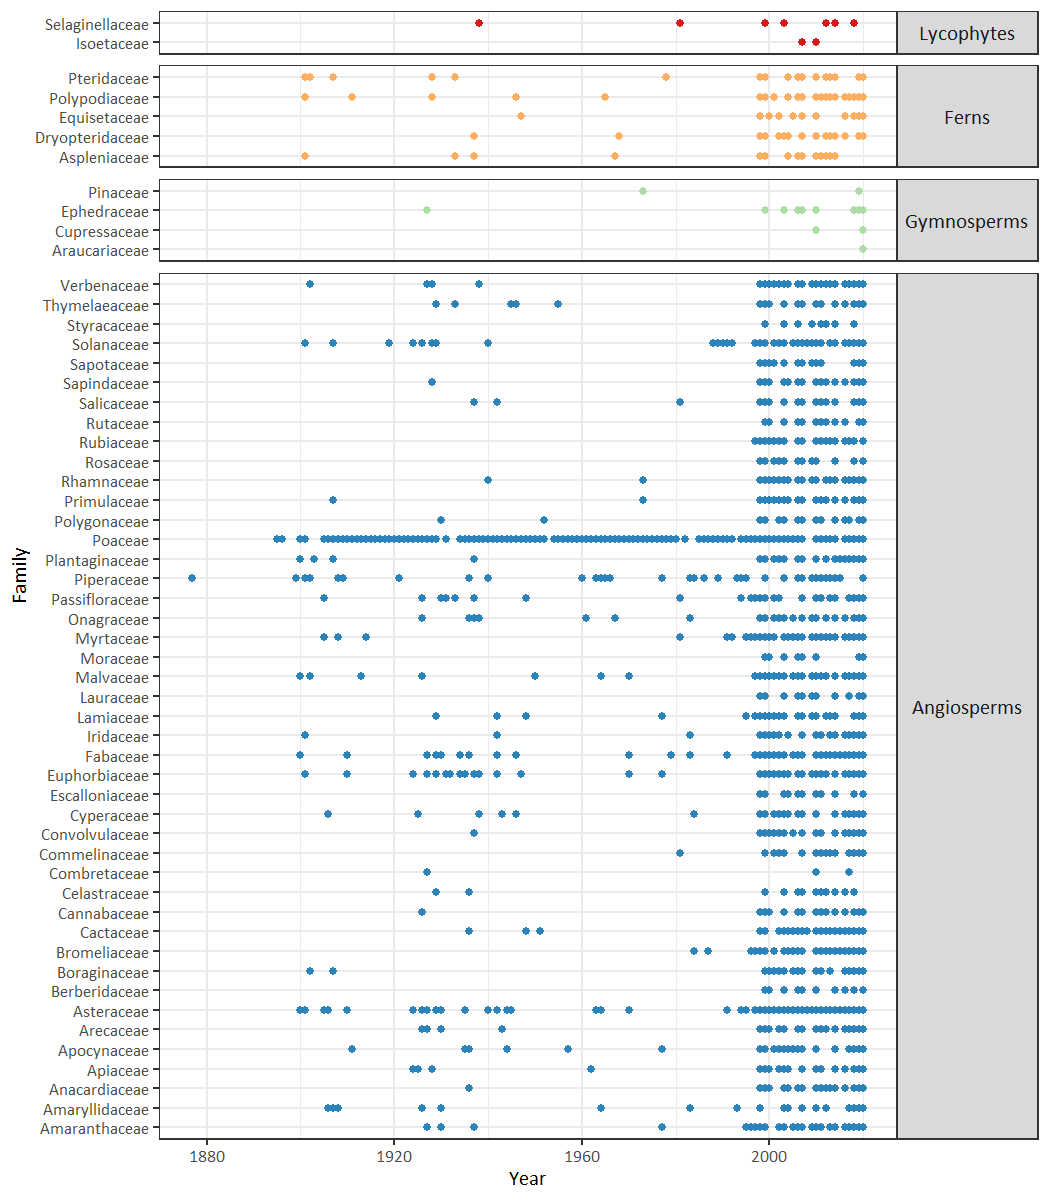 Selaginellaceae
Isoetaceae
Lycophytes
Pteridaceae
Polypodiaceae
Equisetaceae
Dryopteridaceae
Aspleniaceae
Ferns
Pinaceae
Ephedraceae
Cupressaceae
Araucariaceae
Gymnosperms
Verbenaceae
Thymelaeaceae
Styracaceae
Solanaceae
Sapotaceae
Sapindaceae
Salicaceae
Rutaceae
Rubiaceae
Rosaceae
Rhamnaceae
Primulaceae
Polygonaceae
Poaceae
Plantaginaceae
Piperaceae
Passifloraceae
Onagraceae
Myrtaceae
Moraceae
Malvaceae
Lauraceae
Lamiaceae
Iridaceae
Fabaceae
Euphorbiaceae
Escalloniaceae
Cyperaceae
Convolvulaceae
Commelinaceae
Combretaceae
Celastraceae
Cannabaceae
Cactaceae
Bromeliaceae
Boraginaceae
Berberidaceae
Asteraceae
Arecaceae
Apocynaceae
Apiaceae
Anacardiaceae
Amaryllidaceae
Amaranthaceae
Angiosperms
Family
1880 1920 1960 2000
Year